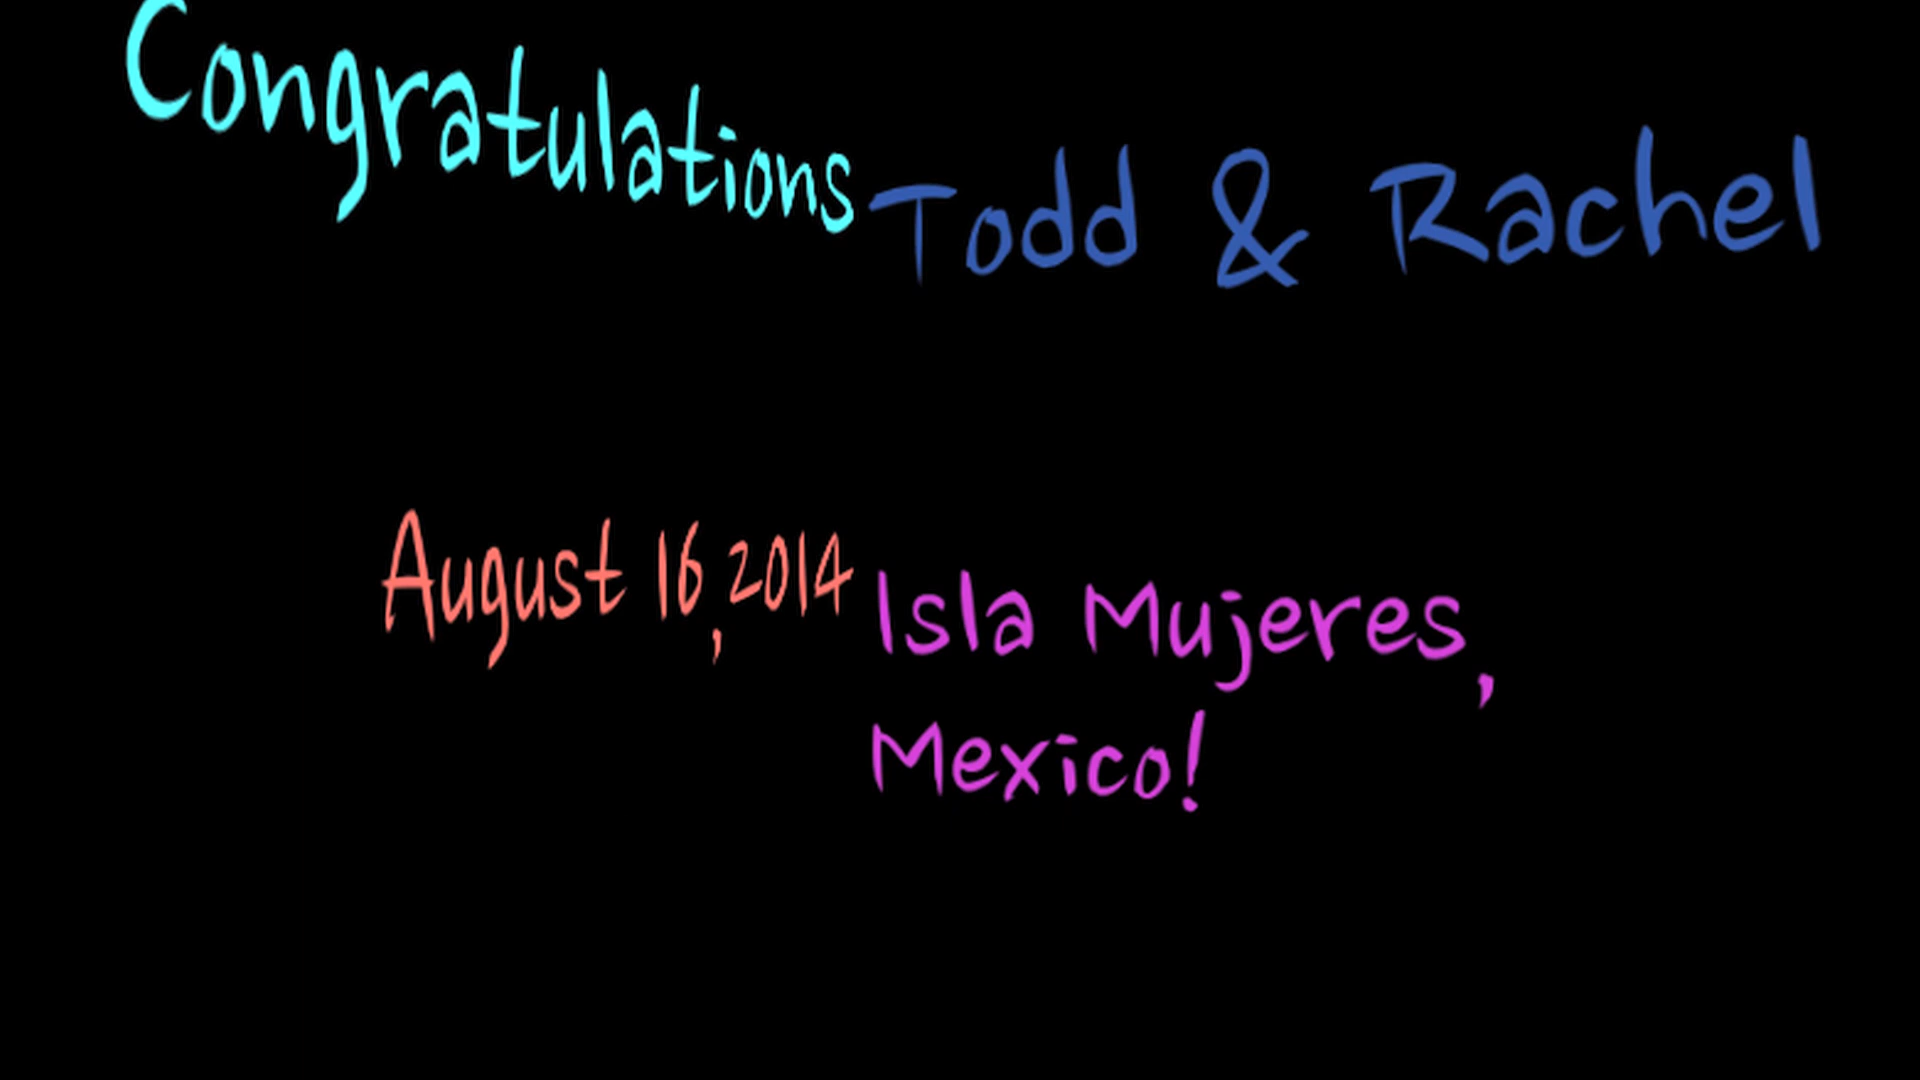 Congratulations Todd & Rachel
August 16,2014 Isla Mujeres,
Mexico!